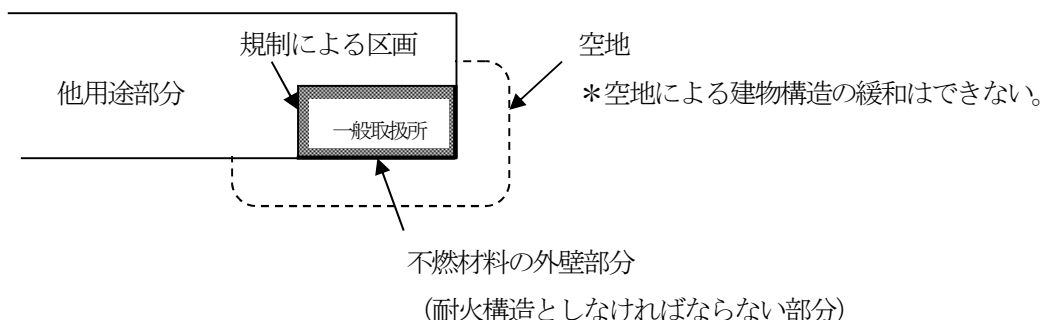 規制による区画
空地
他用途部分
＊空地による建物構造の緩和はできない。
一般取扱所
不燃材料の外壁部分
（耐火構造としなければならない部分）